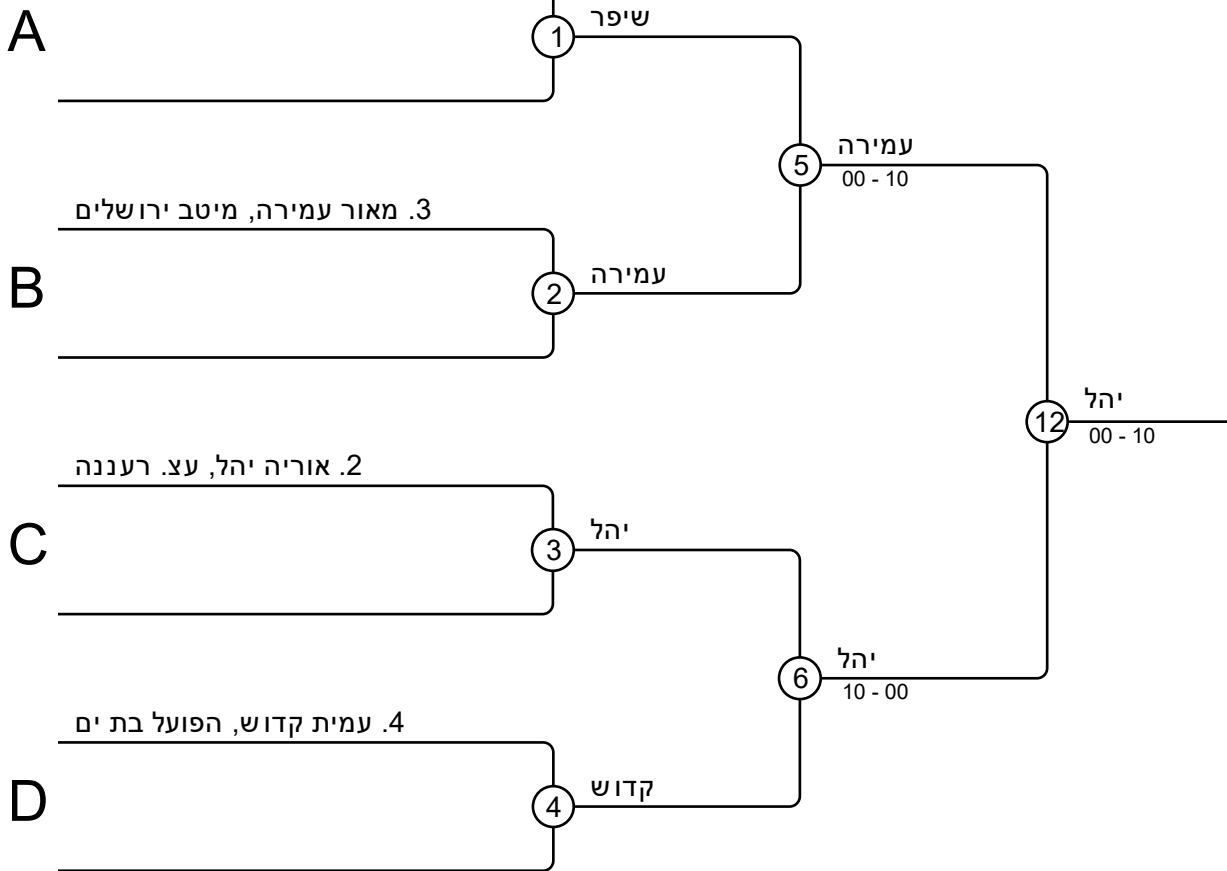 A
1
שיפר
5
עמירה
00 - 10
3. מאור עמירה, מיטב ירושלים
B
2
עמירה
12
יהל
00 - 10
2. אוריה יהל, עצ. רעננה
C
3
יהל
6
יהל
10 - 00
4. עמית קדוש, הפועל בת ים
D
4
קדוש